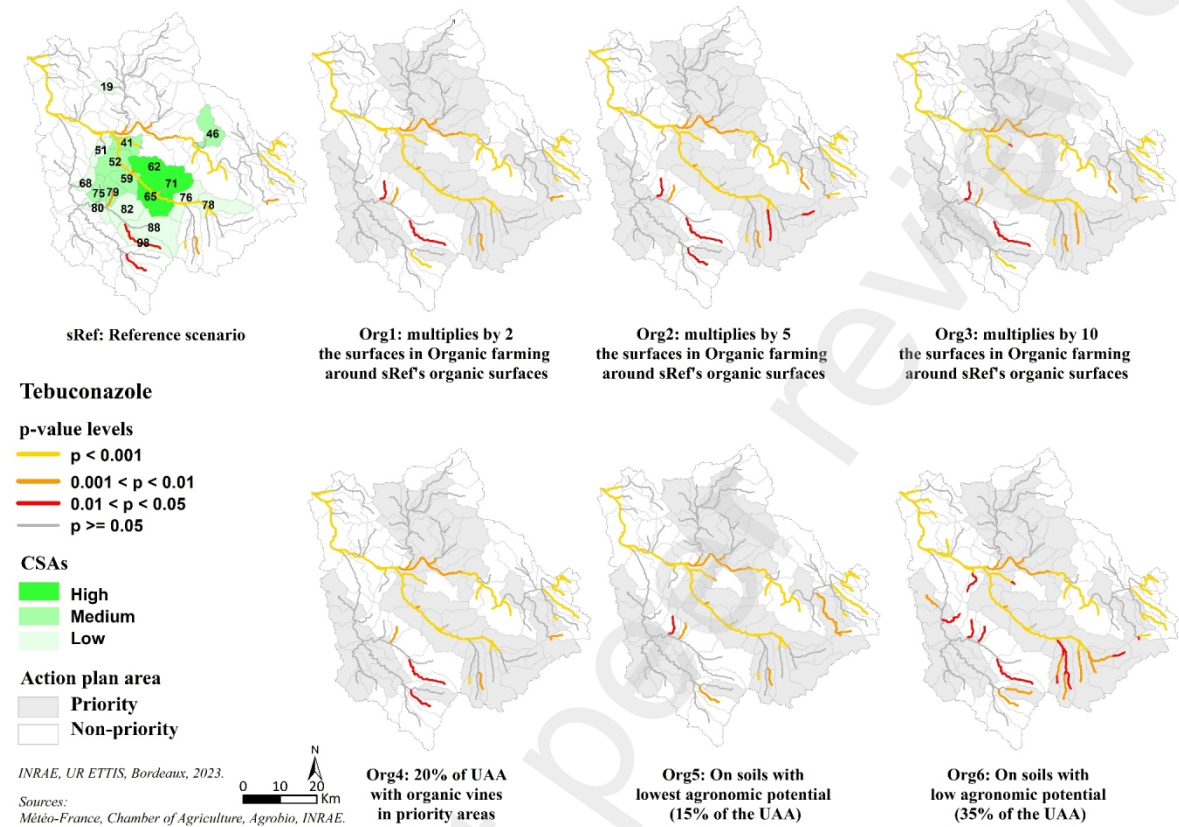 19
46
41
51
52
62
59
71
68
75
79
65
76
80
82
78
88
98
sRef: Reference scenario
Org1: multiplies by 2
the surfaces in Organic farming
around sRef's organic surfaces
Org2: multiplies by 5
the surfaces in Organic farming
around sRef's organic surfaces
Org3: multiplies by 10
the surfaces in Organic farming
around sRef's organic surfaces
Tebuconazole
p-value levels
p < 0.001
0.001 < p < 0.01
0.01 < p < 0.05
p >= 0.05
CSAs
High
Medium
Low
Action plan area
Priority
Non-priority
INRAE, UR ETTIS, Bordeaux, 2023.
Sources:
Météo-France, Chamber of Agriculture, Agrobio, INRAE.
N
0 10 20
Km
Org4: 20% of UAA
with organic vines
in priority areas
Org5: On soils with
lowest agronomic potential
(15% of the UAA)
Org6: On soils with
low agronomic potential
(35% of the UAA)